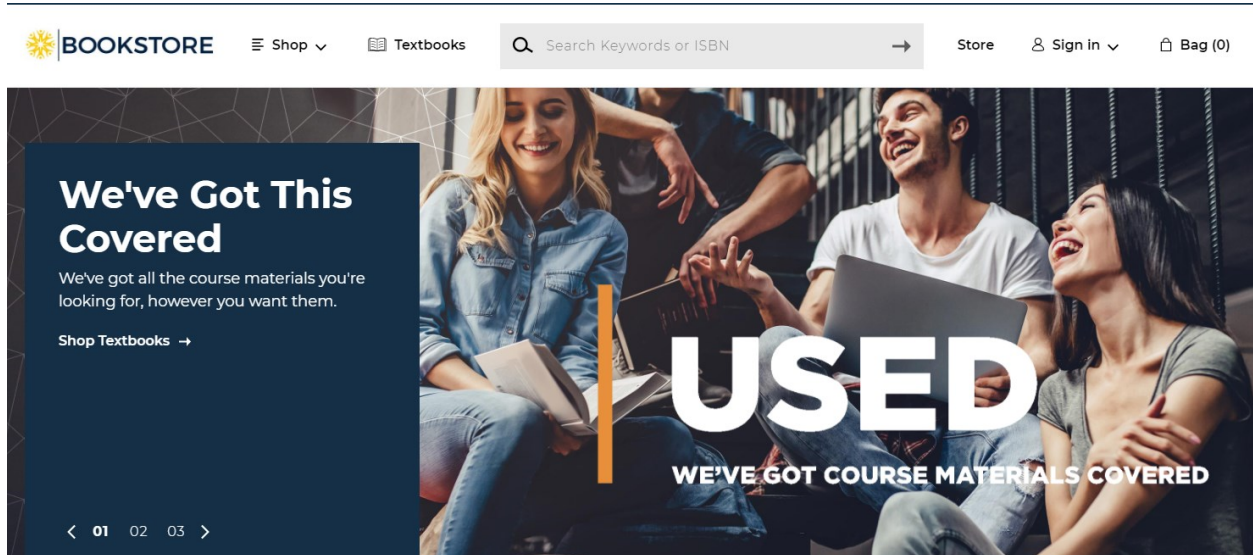 BOOKSTORE
Shop
Textbooks
Search Keywords or ISBN
Store
Sign in
Bag (0)
We've Got This
Covered
We've got all the course materials you're
looking for, however you want them.
Shop Textbooks →
USED
WE'VE GOT COURSE MATERIALS COVERED
01 02 03